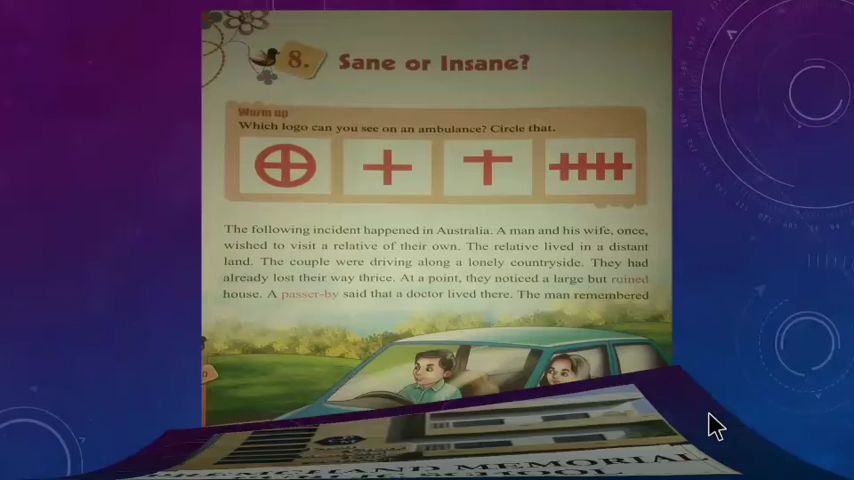 8.
Sane or Insane?
Warm up
Which logo can you see on an ambulance? Circle that.
The following incident happened in Australia. A man and his wife, once,
wished to visit a relative of their own. The relative lived in a distant
land. The couple were driving along a lonely countryside. They had
already lost their way thrice. At a point, they noticed a large but ruined
house. A passer-by said that a doctor lived there. The man remembered
PREMCHAND MEMORIAL
SCHOOL